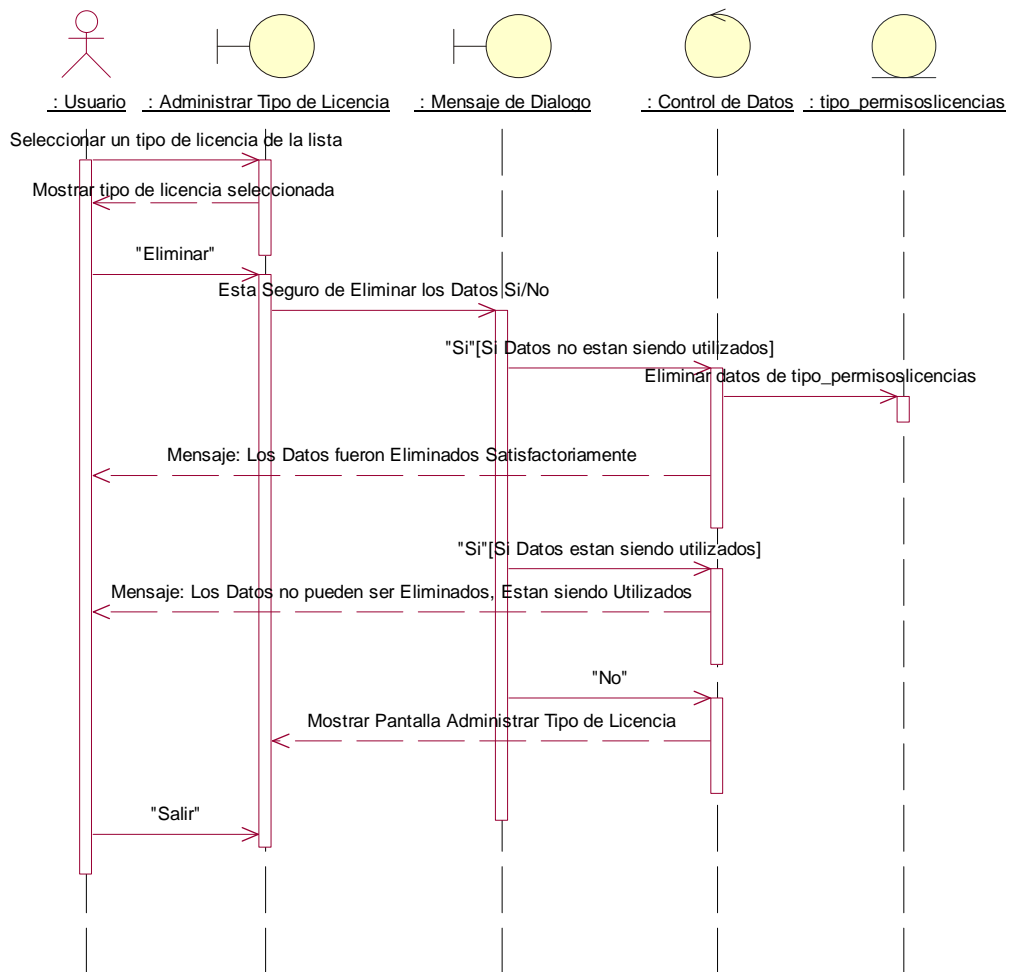 : Usuario
: Administrar Tipo de Licencia
: Mensaje de Dialogo
: Control de Datos
: tipo_permisoslicencias
Seleccionar un tipo de licencia de la lista
Mostrar tipo de licencia seleccionada
"Eliminar"
Esta Seguro de Eliminar los Datos Si/No
"Si"[Si Datos no estan siendo utilizados]
Eliminar datos de tipo_permisoslicencias
Mensaje: Los Datos fueron Eliminados Satisfactoriamente
"Si"[Si Datos estan siendo utilizados]
Mensaje: Los Datos no pueden ser Eliminados, Estan siendo Utilizados
"No"
Mostrar Pantalla Administrar Tipo de Licencia
"Salir"